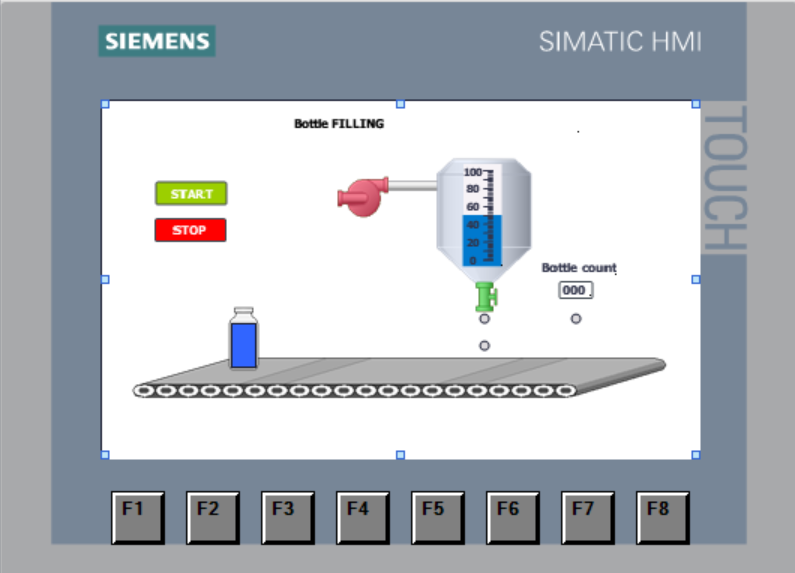 SIEMENS
SIMATIC HMI
TOUCH
Bottle FILLING
START
STOP
100
80
60
40
20
0
Bottle count
000
F1 F2 F3 F4 F5 F6 F7 F8